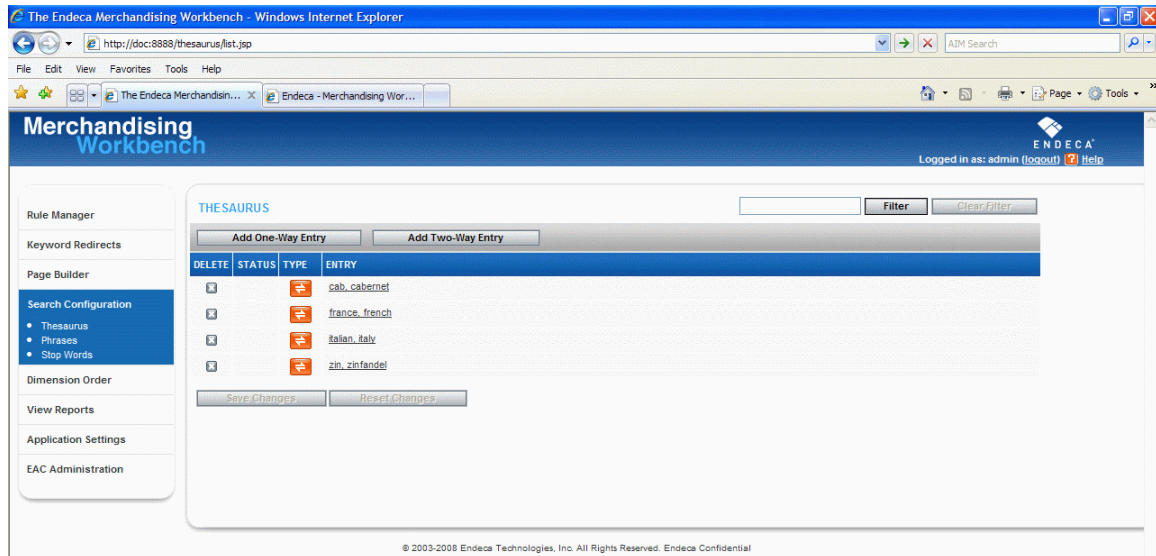 The Endeca Merchandising Workbench - Windows Internet Explorer
http://doc:8888/thesaurus/list.jsp
AIM Search
File Edit View Favorites Tools Help
The Endeca Merchandisin... X Endeca - Merchandising Wor...
Page Tools »
Merchandising
Workbench
ENDECA
Logged in as: admin (logout) ? Help
Rule Manager
Keyword Redirects
Page Builder
Search Configuration
• Thesaurus
• Phrases
• Stop Words
Dimension Order
View Reports
Application Settings
EAC Administration
THESAURUS
Filter Clear Filter
Add One-Way Entry Add Two-Way Entry
DELETE STATUS TYPE ENTRY
cab, cabernet
france, french
italian, italy
zin, zinfandel
Save Changes Reset Changes
© 2003-2008 Endeca Technologies, Inc. All Rights Reserved. Endeca Confidential